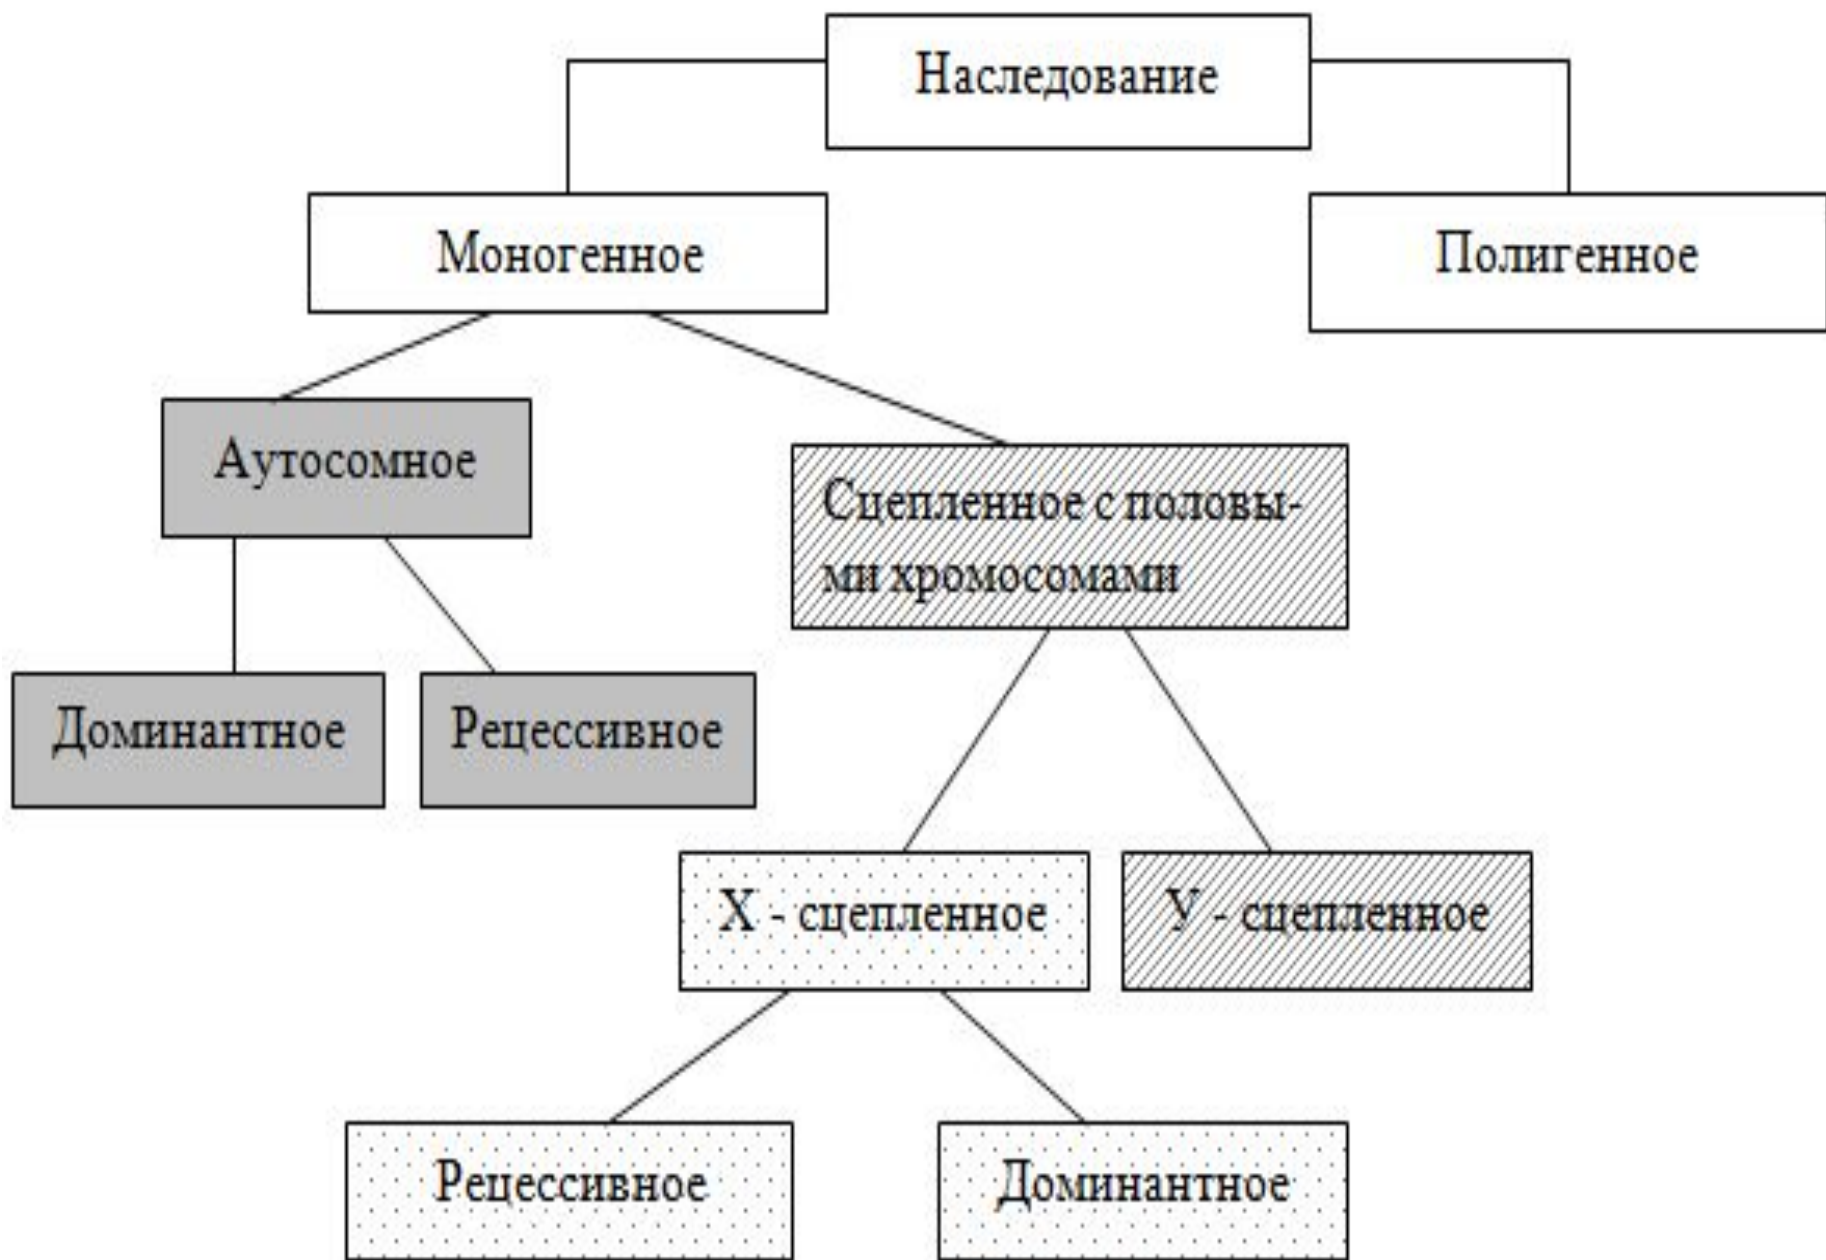 Наследование
Моногенное
Полигенное
Аутосомное
Сцепленное с половы-
ми хромосомами
Доминантное
Рецессивное
Х - сцепленное
У - сцепленное
Рецессивное
Доминантное